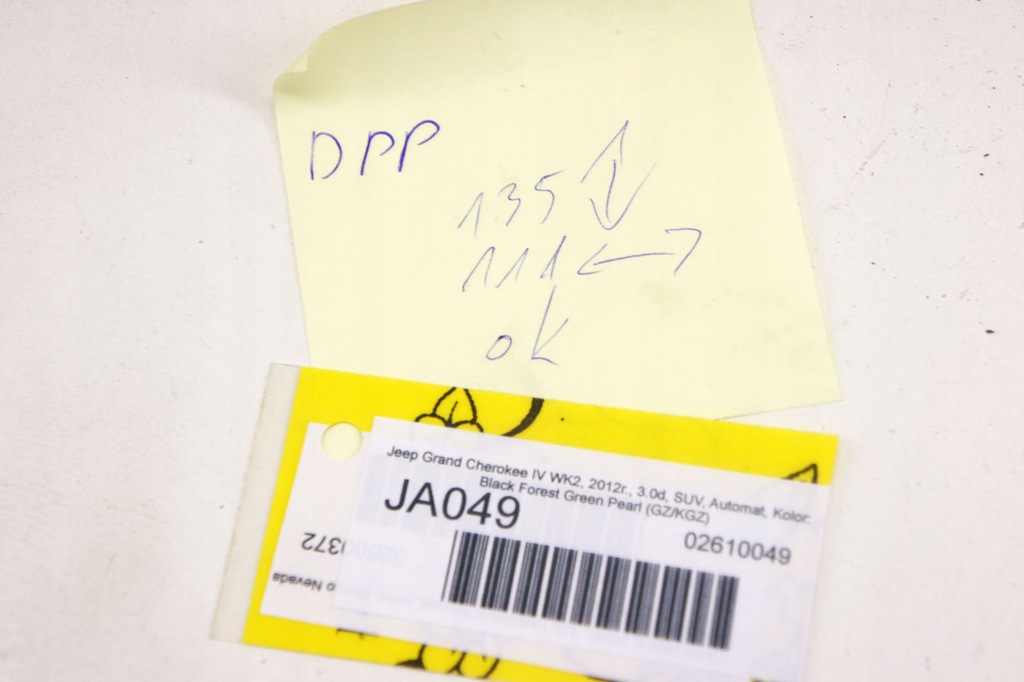 DPP
135
111
ok
Jeep Grand Cherokee IV WK2, 2012r., 3.0d, SUV, Automat, Kolor:
Black Forest Green Pearl (GZ/KGZ)
JA049
02610049
0372
Nevada